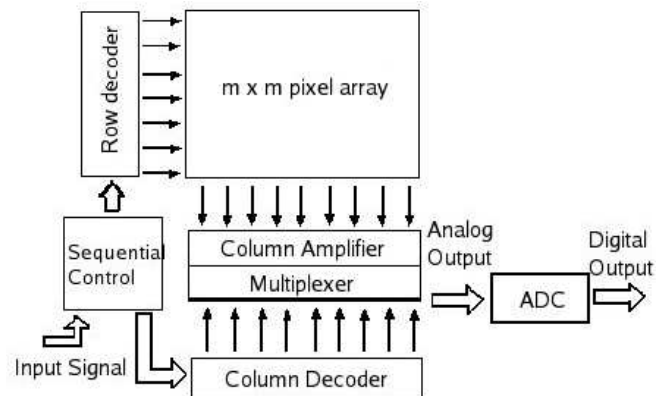 Row decoder
m x m pixel array
Sequential
Control
Column Amplifier
Multiplexer
Analog
Output
ADC
Digital
Output
Input Signal
Column Decoder